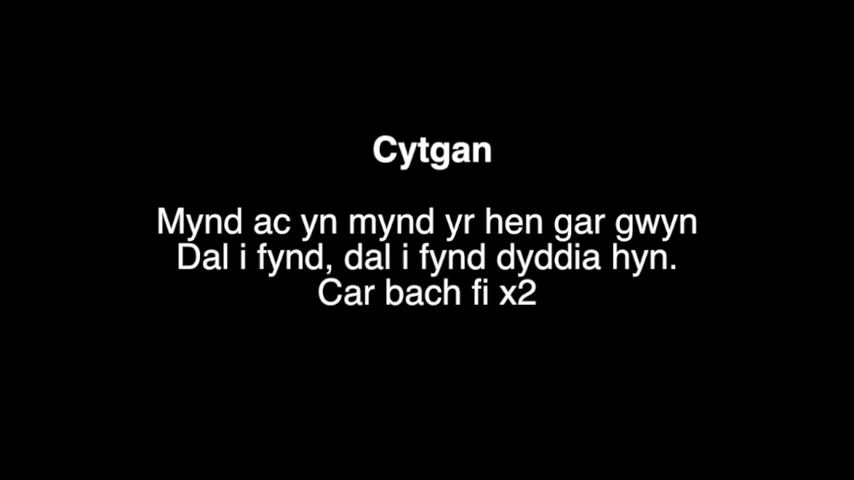 Cytgan
Mynd ac yn mynd yr hen gar gwyn
Dal i fynd, dal i fynd dyddia hyn.
Car bach fi x2